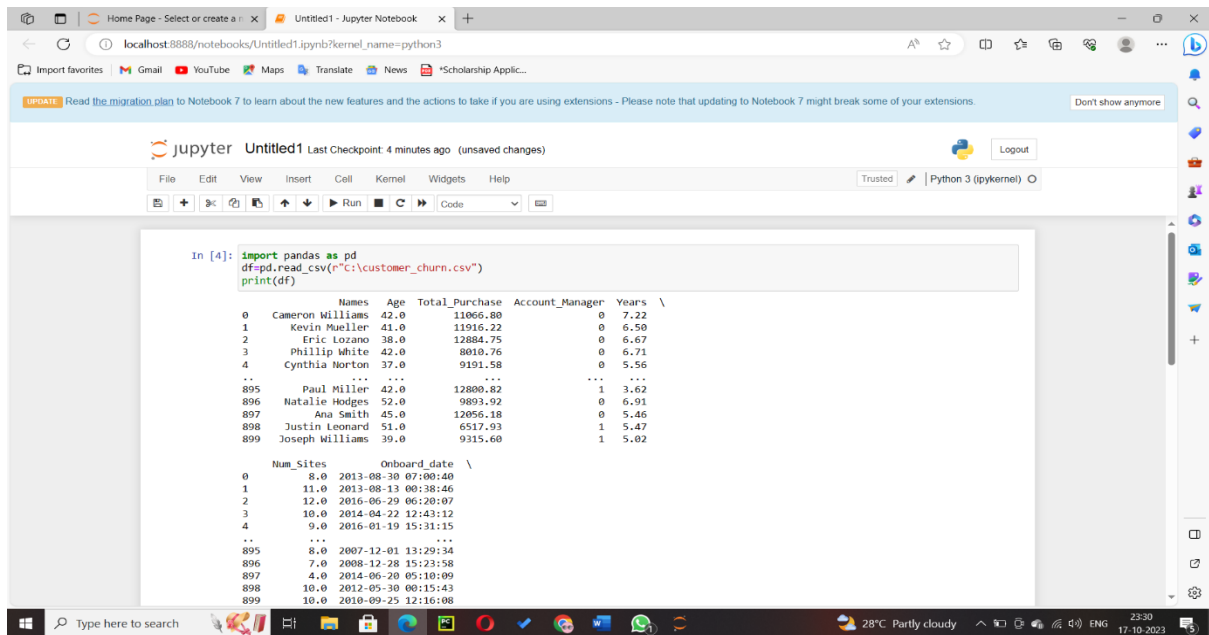 Home Page - Select or create a n
Untitled1 - Jupyter Notebook
localhost:8888/notebooks/Untitled1.ipynb?kernel_name=python3
Import favorites Gmail YouTube Maps Translate News *Scholarship Applic...
UPDATE Read the migration plan to Notebook 7 to learn about the new features and the actions to take if you are using extensions - Please note that updating to Notebook 7 might break some of your extensions. Don't show anymore
jupyter Untitled1 Last Checkpoint: 4 minutes ago (unsaved changes) Logout
File Edit View Insert Cell Kernel Widgets Help Trusted Python 3 (ipykernel)
Run Code
In [4]: import pandas as pd
df=pd.read_csv(r"C:\customer_churn.csv")
print(df)
Names Age Total_Purchase Account_Manager Years \
0 Cameron Williams 42.0 11066.80 0 7.22
1 Kevin Mueller 41.0 11916.22 0 6.50
2 Eric Lozano 38.0 12884.75 0 6.67
3 Phillip White 42.0 8010.76 0 6.71
4 Cynthia Norton 37.0 9191.58 0 5.56
.. ... ... ... ... ...
895 Paul Miller 42.0 12800.82 1 3.62
896 Natalie Hodges 52.0 9893.92 0 6.91
897 Ana Smith 45.0 12056.18 0 5.46
898 Justin Leonard 51.0 6517.93 1 5.47
899 Joseph Williams 39.0 9315.60 1 5.02
Num_Sites Onboard_date \
0 8.0 2013-08-30 07:00:40
1 11.0 2013-08-13 00:38:46
2 12.0 2016-06-29 06:20:07
3 10.0 2014-04-22 12:43:12
4 9.0 2016-01-19 15:31:15
.. ... ...
895 8.0 2007-12-01 13:29:34
896 7.0 2008-12-28 15:23:58
897 4.0 2014-06-20 05:10:09
898 10.0 2012-05-30 00:15:43
899 10.0 2010-09-25 12:16:08
Type here to search 28°C Partly cloudy ENG 23:30
17-10-2023